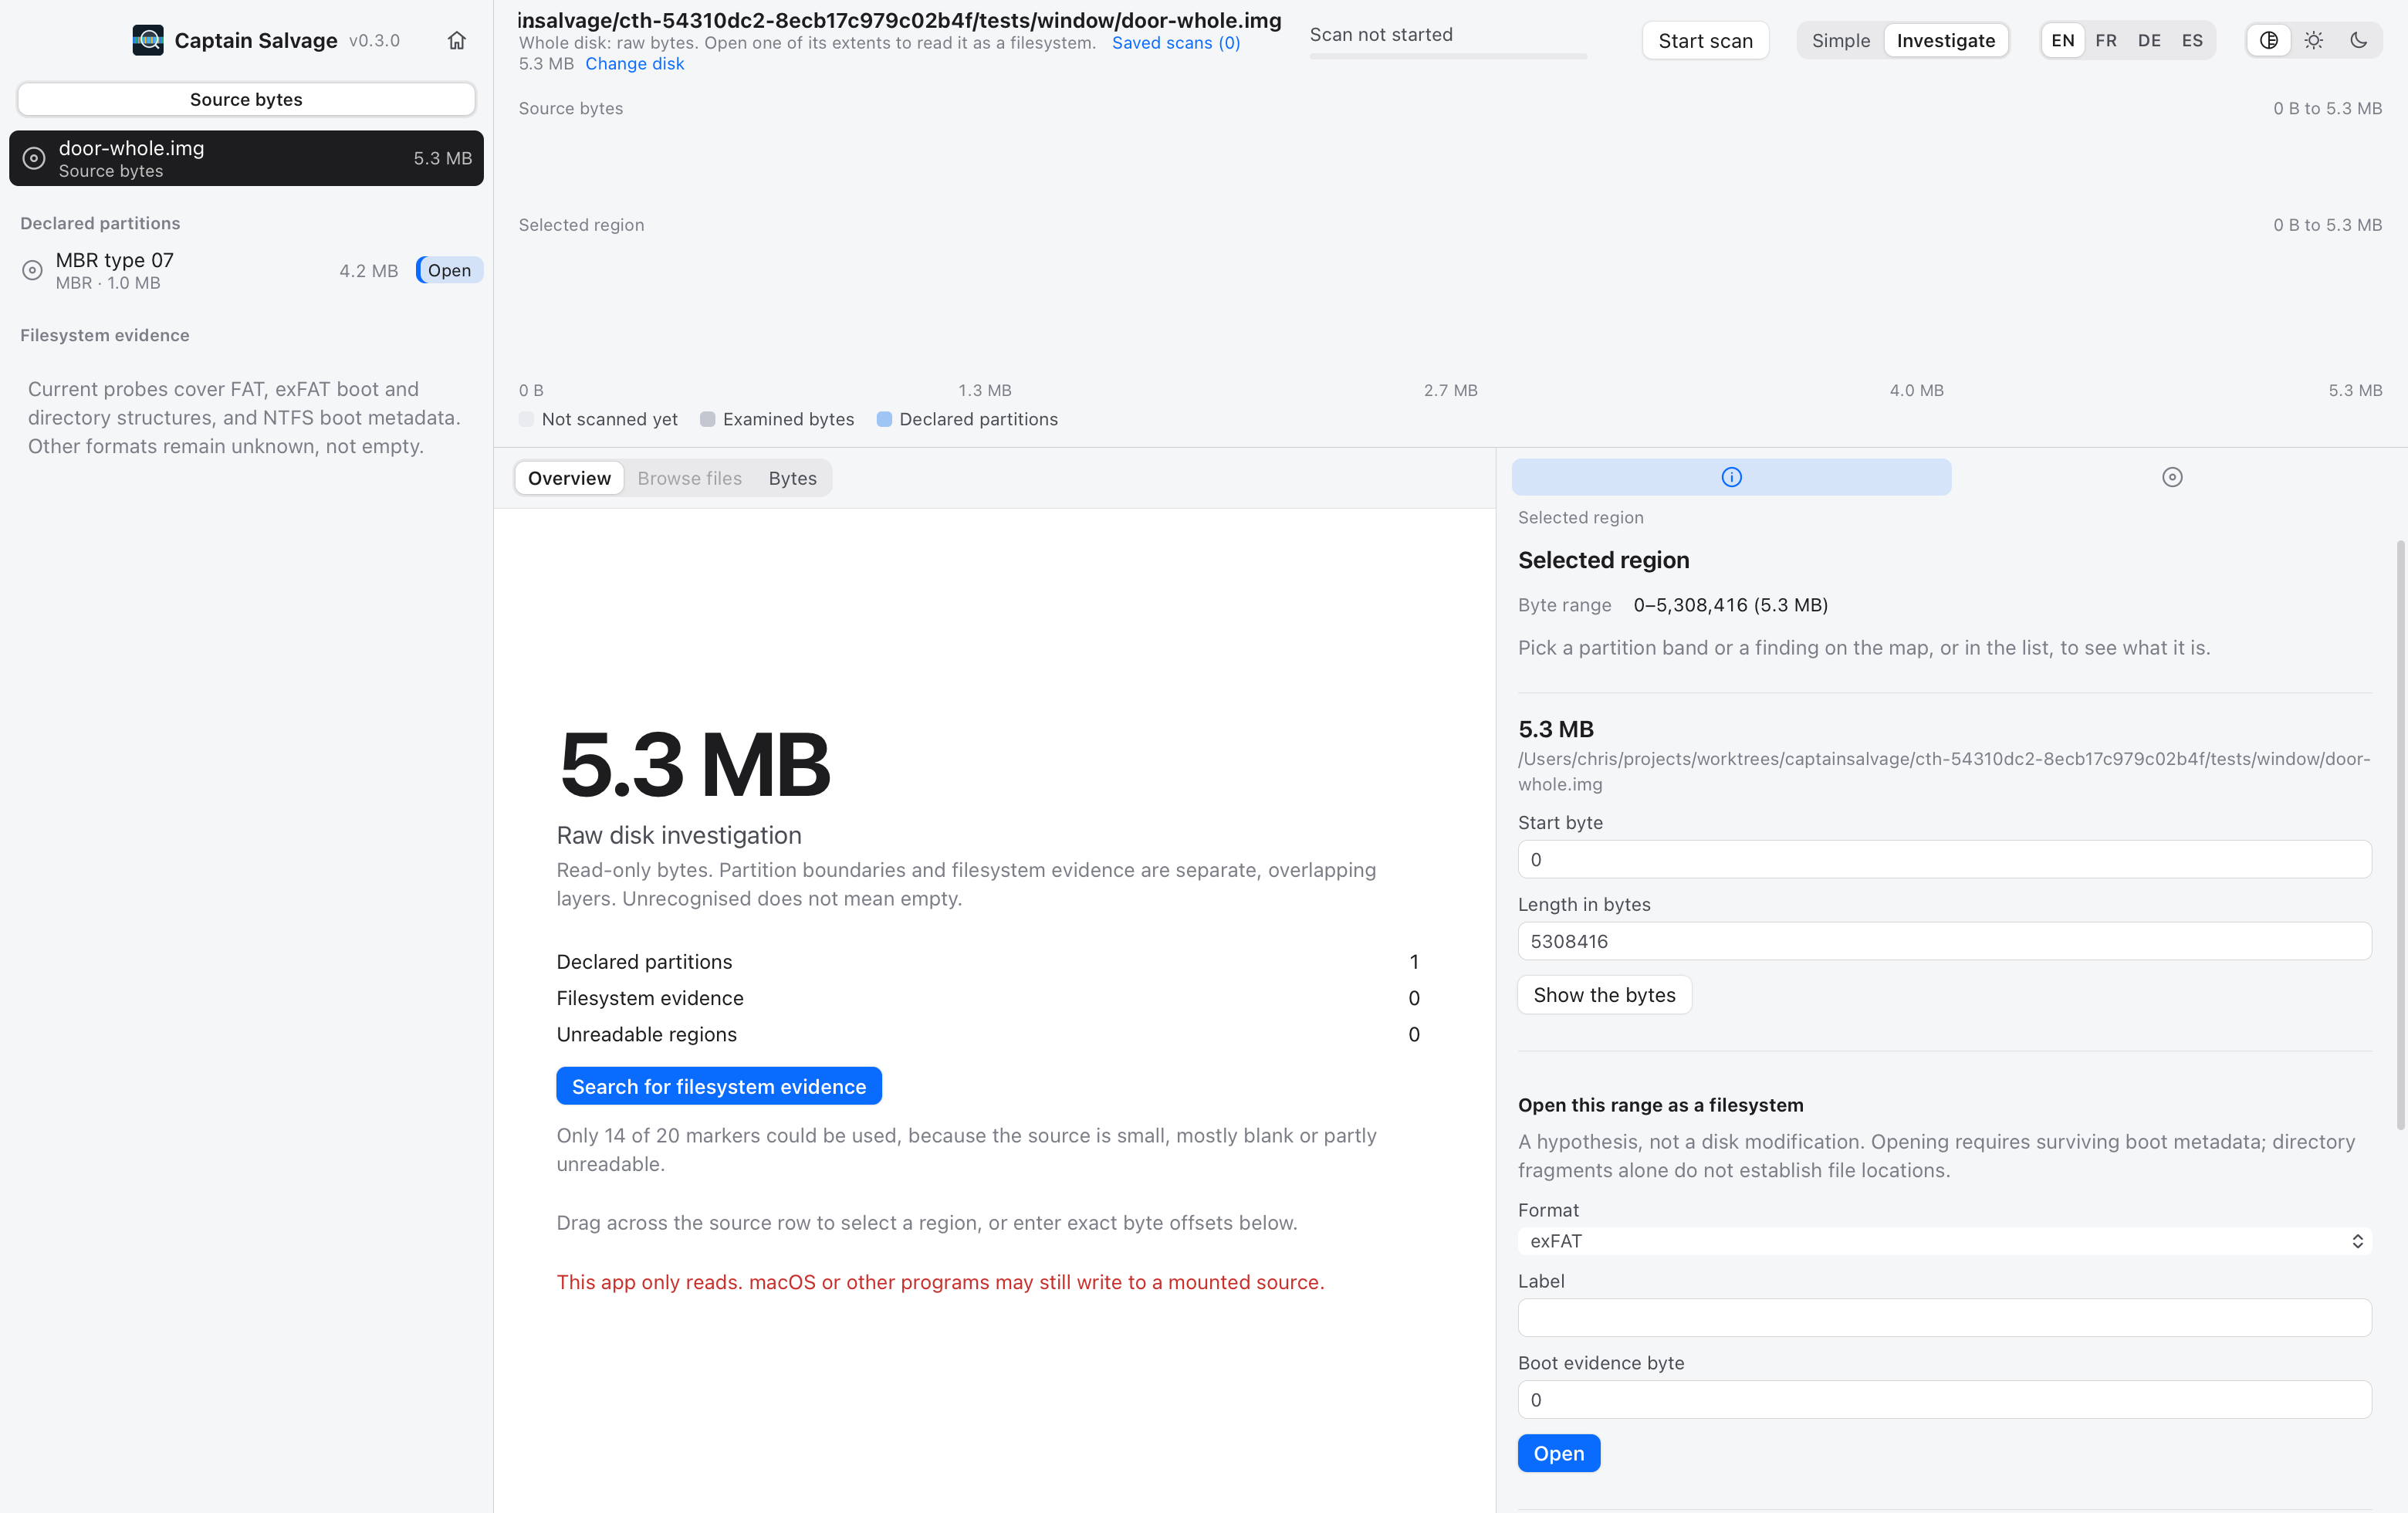 Captain Salvage v0.3.0
Source bytes
door-whole.img
Source bytes
5.3 MB
Declared partitions
MBR type 07
MBR · 1.0 MB
4.2 MB
Open
Filesystem evidence
Current probes cover FAT, exFAT boot and
directory structures, and NTFS boot metadata.
Other formats remain unknown, not empty.
insalvage/cth-54310dc2-8ecb17c979c02b4f/tests/window/door-whole.img
Whole disk: raw bytes. Open one of its extents to read it as a filesystem. Saved scans (0)
5.3 MB Change disk
Scan not started
Start scan
Simple Investigate
EN FR DE ES
Source bytes 0 B to 5.3 MB
Selected region 0 B to 5.3 MB
0 B 1.3 MB 2.7 MB 4.0 MB 5.3 MB
Not scanned yet Examined bytes Declared partitions
Overview Browse files Bytes
5.3 MB
Raw disk investigation
Read-only bytes. Partition boundaries and filesystem evidence are separate, overlapping
layers. Unrecognised does not mean empty.
Declared partitions 1
Filesystem evidence 0
Unreadable regions 0
Search for filesystem evidence
Only 14 of 20 markers could be used, because the source is small, mostly blank or partly
unreadable.
Drag across the source row to select a region, or enter exact byte offsets below.
This app only reads. macOS or other programs may still write to a mounted source.
Selected region
Selected region
Byte range 0–5,308,416 (5.3 MB)
Pick a partition band or a finding on the map, or in the list, to see what it is.
5.3 MB
/Users/chris/projects/worktrees/captainsalvage/cth-54310dc2-8ecb17c979c02b4f/tests/window/door-
whole.img
Start byte
0
Length in bytes
5308416
Show the bytes
Open this range as a filesystem
A hypothesis, not a disk modification. Opening requires surviving boot metadata; directory
fragments alone do not establish file locations.
Format
exFAT
Label
Boot evidence byte
0
Open